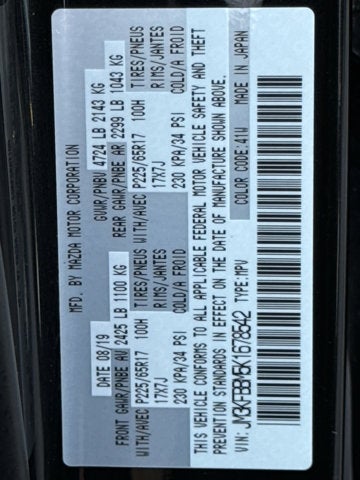 MFD. BY MAZDA MOTOR CORPORATION
DATE 08/19 GVWR/PNBV 4724 LB 2143 KG
FRONT GAWR/PNBE AV 2425 LB 1100 KG REAR GAWR/PNBE AR 2299 LB 1043 KG
WITH/AVEC P225/65R17 100H TIRES/PNEUS WITH/AVEC P225/65R17 100H TIRES/PNEUS
17X7J RIMS/JANTES 17X7J RIMS/JANTES
230 KPA/34 PSI COLD/A FROID 230 KPA/34 PSI COLD/A FROID
THIS VEHICLE CONFORMS TO ALL APPLICABLE FEDERAL MOTOR VEHICLE SAFETY AND THEFT
PREVENTION STANDARDS IN EFFECT ON THE DATE OF MANUFACTURE SHOWN ABOVE.
VIN: JM3KFBBM5K1678542 TYPE: MPV COLOR CODE: 41W MADE IN JAPAN